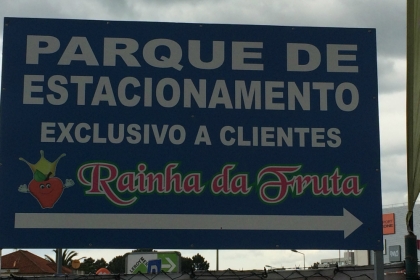 PARQUE DE
ESTACIONAMENTO
EXCLUSIVO A CLIENTES
Rainha da Fruta